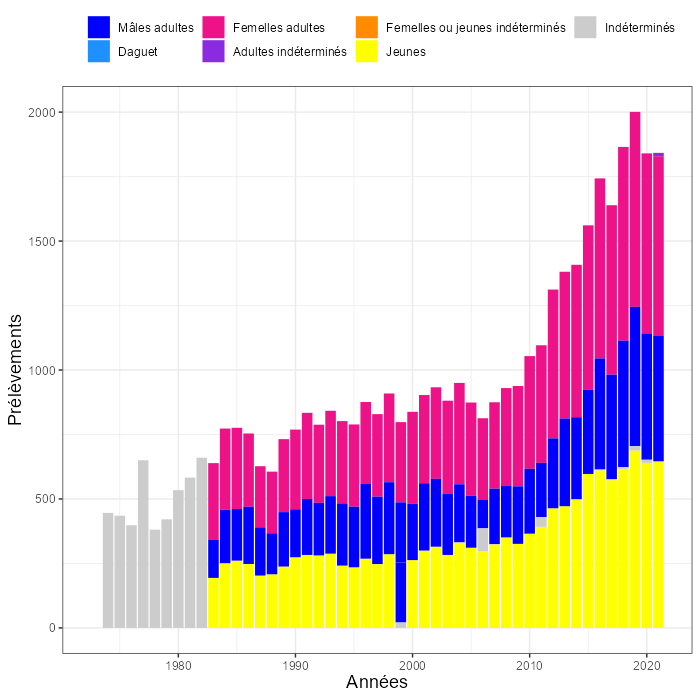 Mâles adultes Femelles adultes Femelles ou jeunes indéterminés Indéterminés
Daguet Adultes indéterminés Jeunes
2000
1500
1000
500
0
Prélèvements
1980 1990 2000 2010 2020
Années